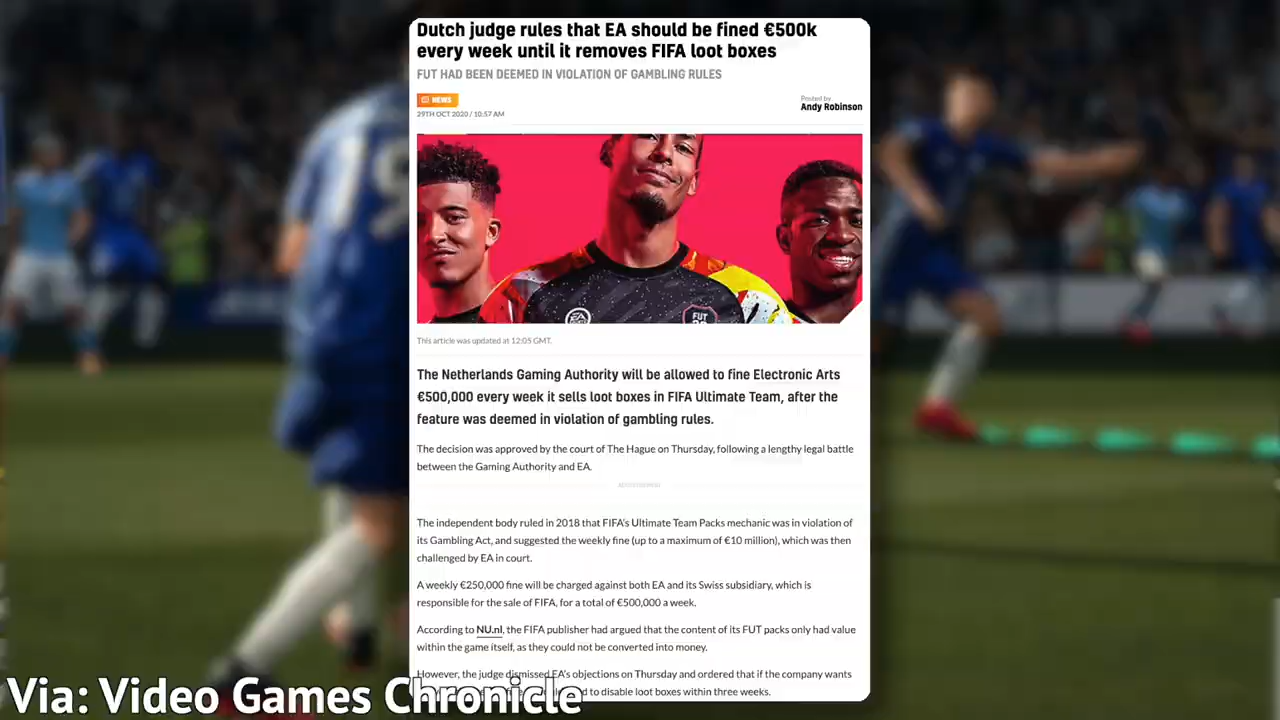 Dutch judge rules that EA should be fined €500k
every week until it removes FIFA loot boxes
FUT HAD BEEN DEEMED IN VIOLATION OF GAMBLING RULES
NEWS
29TH OCT 2020 / 10:57 AM
Posted by
Andy Robinson
EA
FUT
This article was updated at 12:05 GMT.
The Netherlands Gaming Authority will be allowed to fine Electronic Arts
€500,000 every week it sells loot boxes in FIFA Ultimate Team, after the
feature was deemed in violation of gambling rules.
The decision was approved by the court of The Hague on Thursday, following a lengthy legal battle
between the Gaming Authority and EA.
ADVERTISEMENT
The independent body ruled in 2018 that FIFA's Ultimate Team Packs mechanic was in violation of
its Gambling Act, and suggested the weekly fine (up to a maximum of €10 million), which was then
challenged by EA in court.
A weekly €250,000 fine will be charged against both EA and its Swiss subsidiary, which is
responsible for the sale of FIFA, for a total of €500,000 a week.
According to NU.nl, the FIFA publisher had argued that the content of its FUT packs only had value
within the game itself, as they could not be converted into money.
However, the judge dismissed EA's objections on Thursday and ordered that if the company wants
to disable loot boxes within three weeks.
Via: Video Games Chronicle